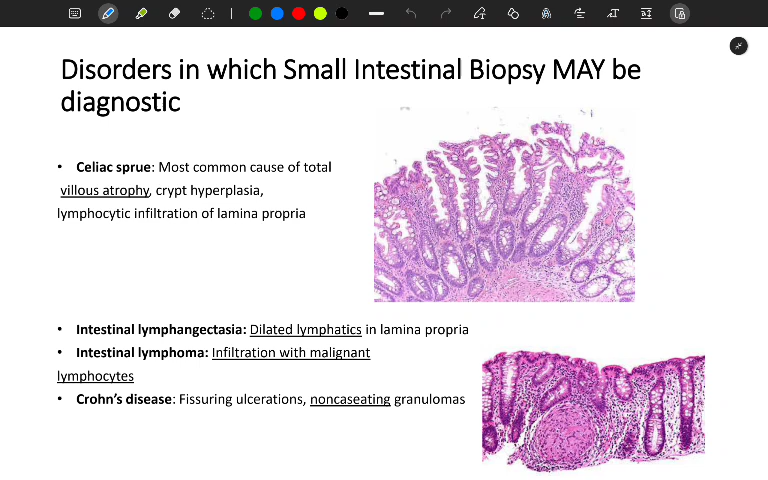 Disorders in which Small Intestinal Biopsy MAY be
diagnostic
• Celiac sprue: Most common cause of total
villous atrophy, crypt hyperplasia,
lymphocytic infiltration of lamina propria
• Intestinal lymphangectasia: Dilated lymphatics in lamina propria
• Intestinal lymphoma: Infiltration with malignant
lymphocytes
• Crohn’s disease: Fissuring ulcerations, noncaseating granulomas